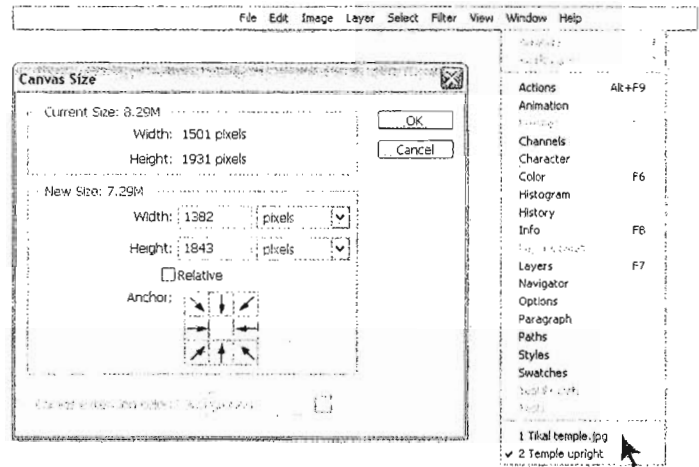 File Edit Image Layer Select Filter View Window Help
Canvas Size
Current Size: 8.29M
Width: 1501 pixels
Height: 1931 pixels
OK
Cancel
New Size: 7.29M
Width: 1382 pixels
Height: 1843 pixels
Relative
Anchor:
Actions Alt+F9
Animation
Channels
Character
Color F6
Histogram
History
Info F8
Layers F7
Navigator
Options
Paragraph
Paths
Styles
Swatches
1 Tikal temple.jpg
✓ 2 Temple upright